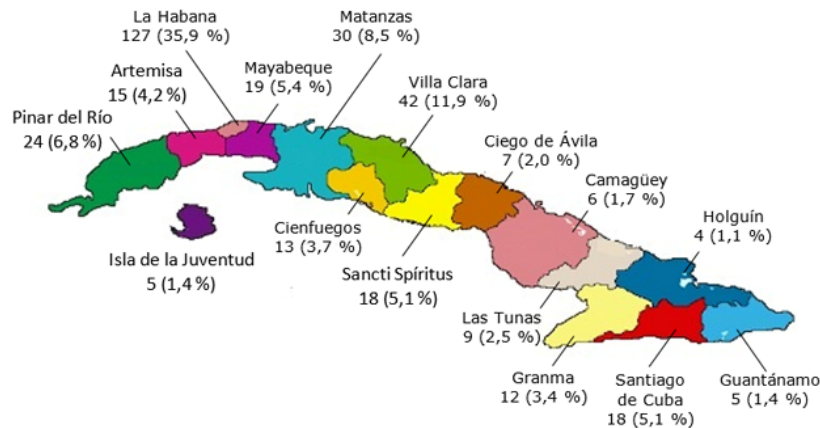 La Habana
127 (35,9 %)
Matanzas
30 (8,5 %)
Artemisa
15 (4,2 %)
Mayabeque
19 (5,4 %)
Villa Clara
42 (11,9 %)
Pinar del Río
24 (6,8 %)
Ciego de Ávila
7 (2,0 %)
Camagüey
6 (1,7 %)
Holguín
4 (1,1 %)
Cienfuegos
13 (3,7 %)
Isla de la Juventud
5 (1,4 %)
Sancti Spíritus
18 (5,1 %)
Las Tunas
9 (2,5 %)
Granma
12 (3,4 %)
Santiago
de Cuba
18 (5,1 %)
Guantánamo
5 (1,4 %)